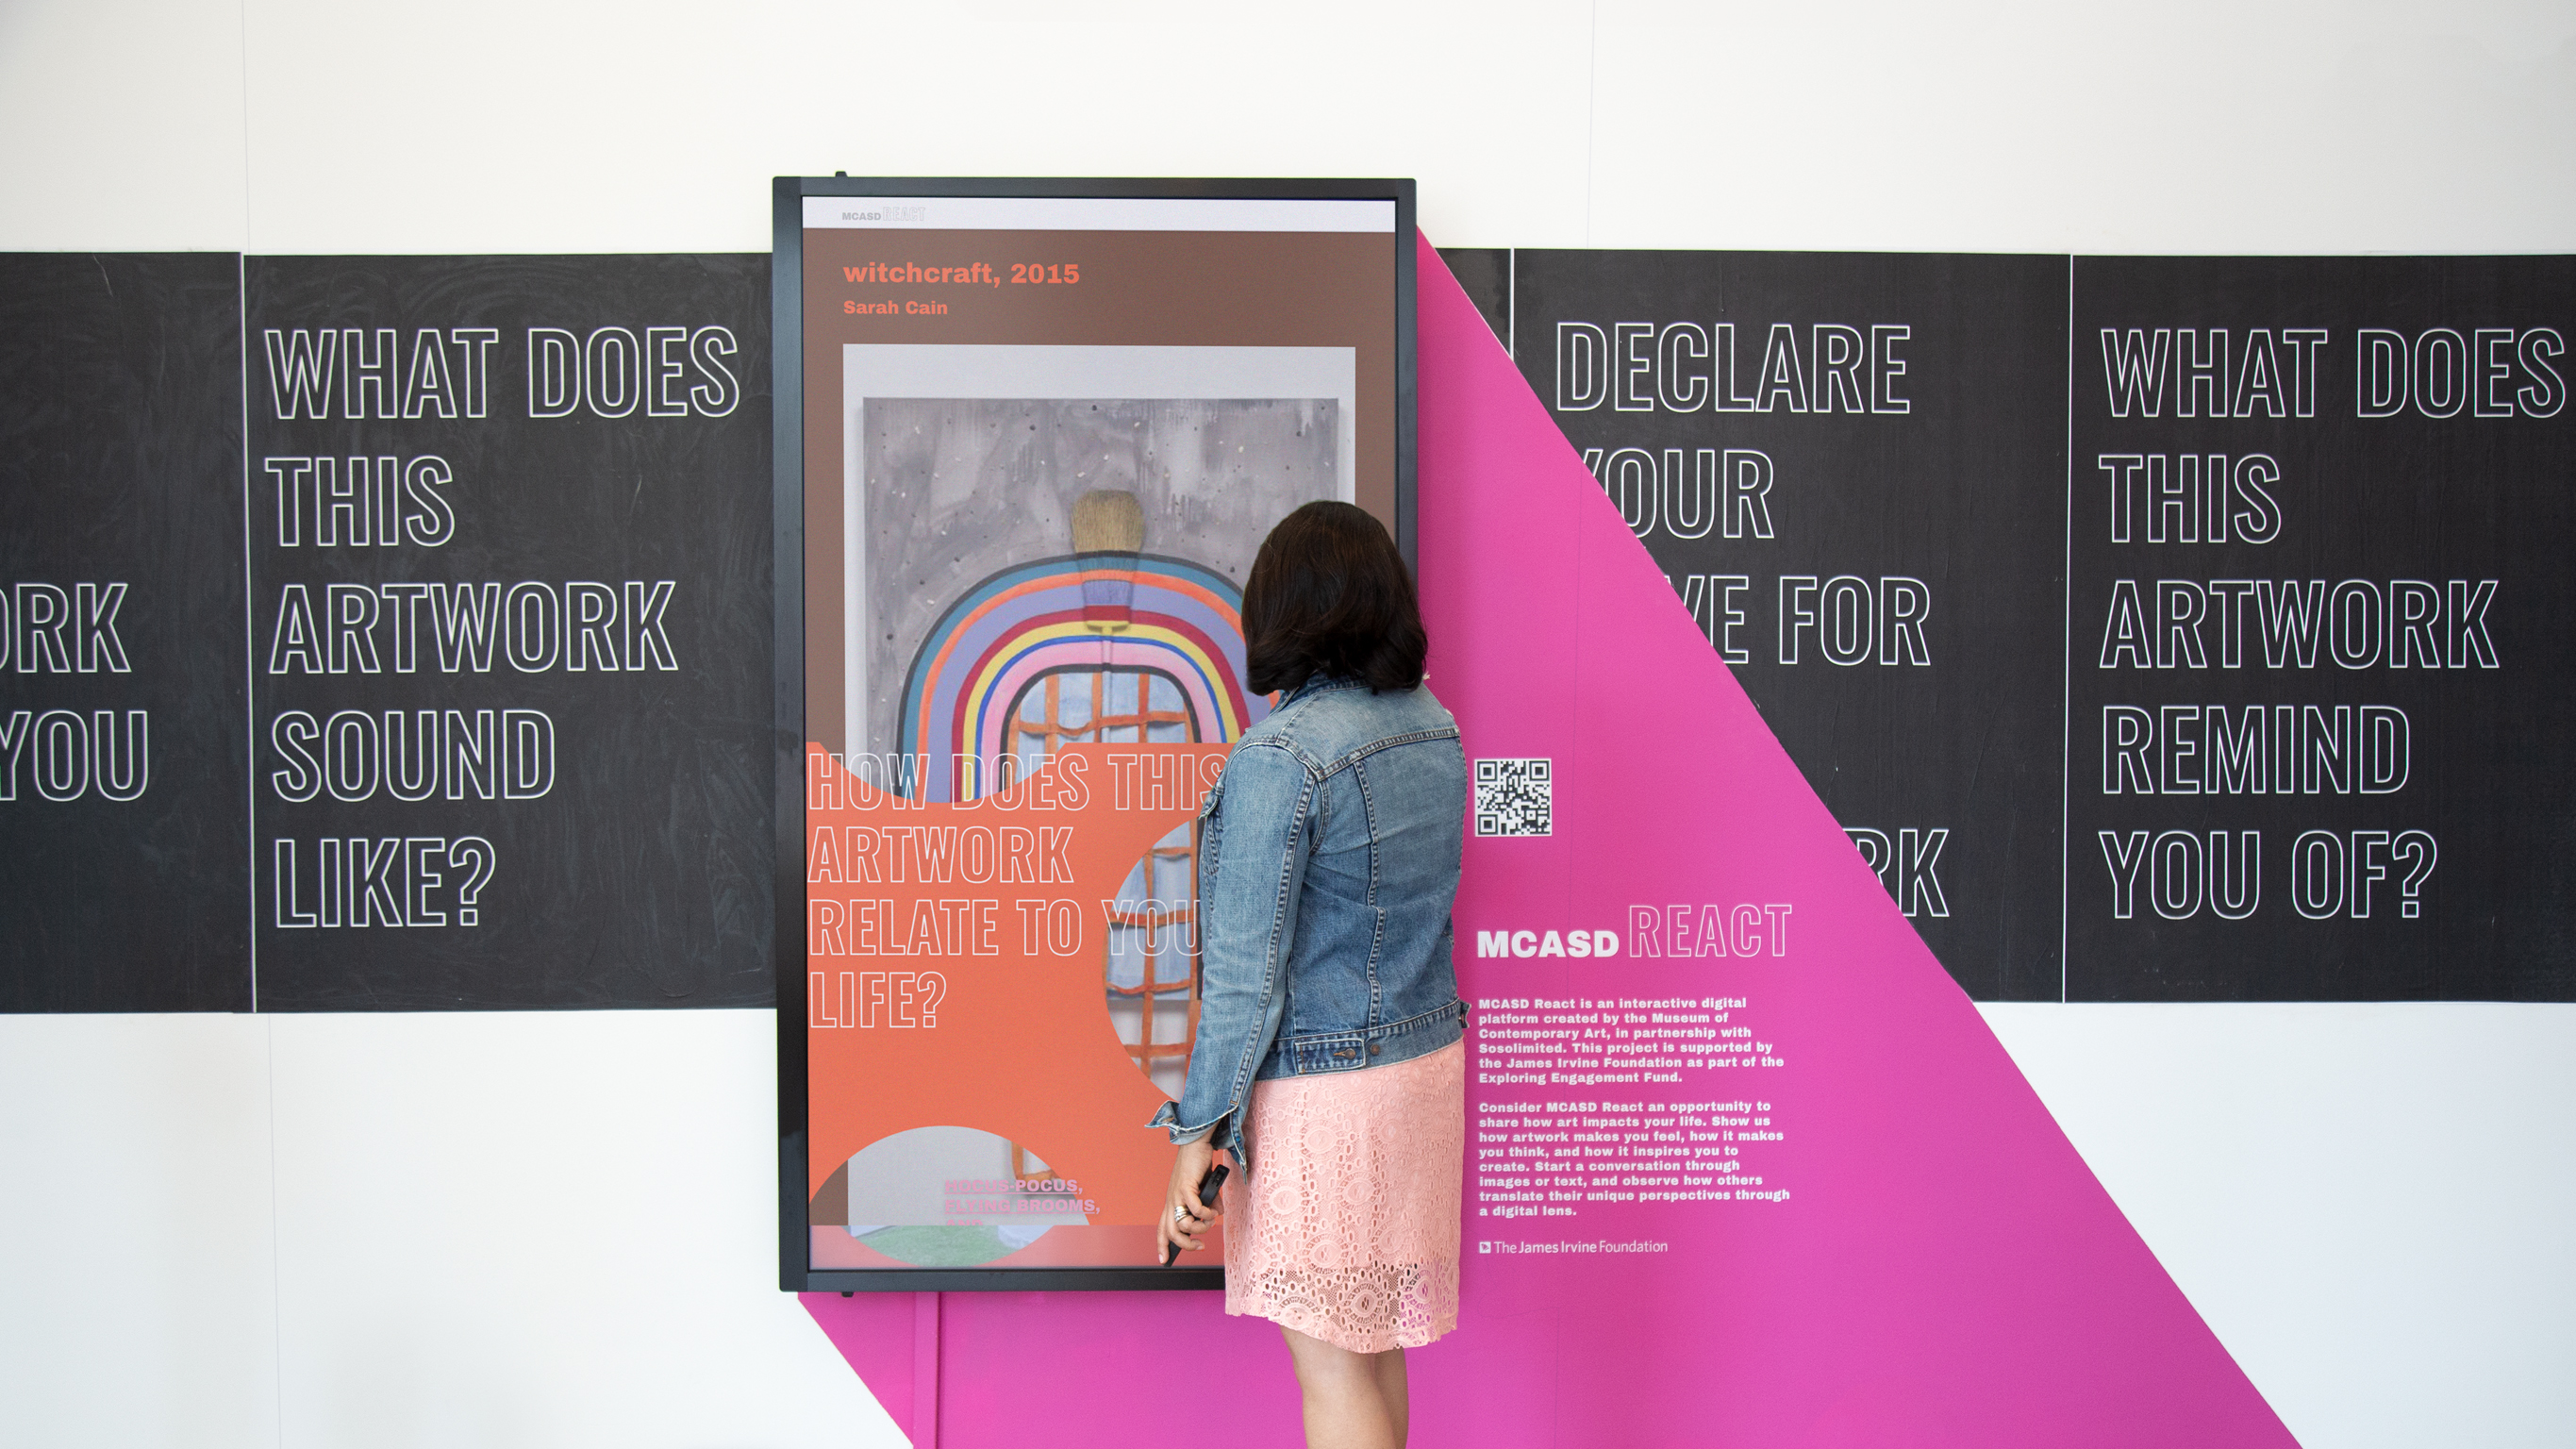 YOU
WHAT DOES
THIS
ARTWORK
SOUND
LIKE?
MCASD REACT
witchcraft, 2015
Sarah Cain
HOW DOES THIS
ARTWORK
RELATE TO YOU
LIFE?
HOCUS-POCUS,
FLYING BROOMS,
MCASD REACT
MCASD React is an interactive digital
platform created by the Museum of
Contemporary Art, in partnership with
Sosolimited. This project is supported by
the James Irvine Foundation as part of the
Exploring Engagement Fund.
Consider MCASD React an opportunity to
share how art impacts your life. Show us
how artwork makes you feel, how it makes
you think, and how it inspires you to
create. Start a conversation through
images or text, and observe how others
translate their unique perspectives through
a digital lens.
The James Irvine Foundation
DECLARE
YOUR
FOR
WHAT DOES
THIS
ARTWORK
REMIND
YOU OF?